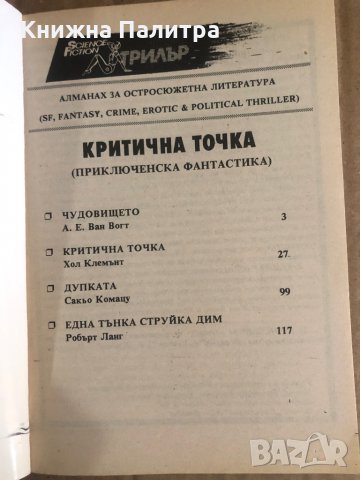 Книжна Палитра
SCIENCE
FICTION
ТРИЛЪР
АЛМАНАХ ЗА ОСТРОСЮЖЕТНА ЛИТЕРАТУРА
(SF, FANTASY, CRIME, EROTIC & POLITICAL THRILLER)
КРИТИЧНА ТОЧКА
(ПРИКЛЮЧЕНСКА ФАНТАСТИКА)
ЧУДОВИЩЕТО 3
А. Е. Ван Вогт
КРИТИЧНА ТОЧКА 27
Хол Клемънт
ДУПКАТА 99
Сакьо Комацу
ЕДНА ТЪНКА СТРУЙКА ДИМ 117
Робърт Ланг
BAZAR